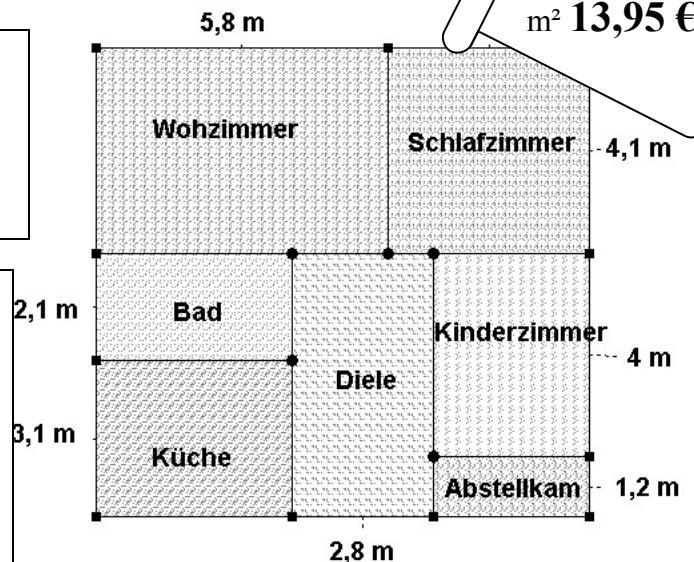 5,8 m
m² 13,95 €
Wohzimmer
Schlafzimmer
4,1 m
2,1 m
Bad
Kinderzimmer
4 m
Diele
3,1 m
Küche
Abstellkam
1,2 m
2,8 m